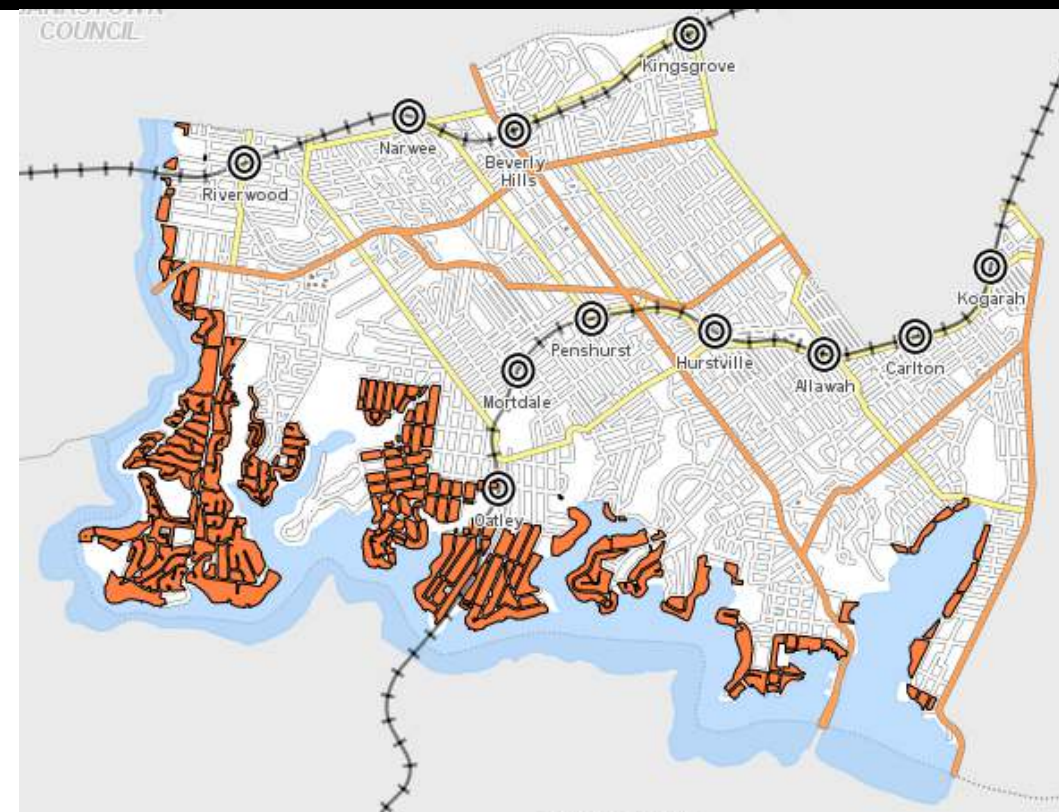 COUNCIL
Kingsgrove
Narwee
Beverly
Hills
Riverwood
Kogarah
Penshurst
Hurstville
Carlton
Allawah
Mortdale
Oatley